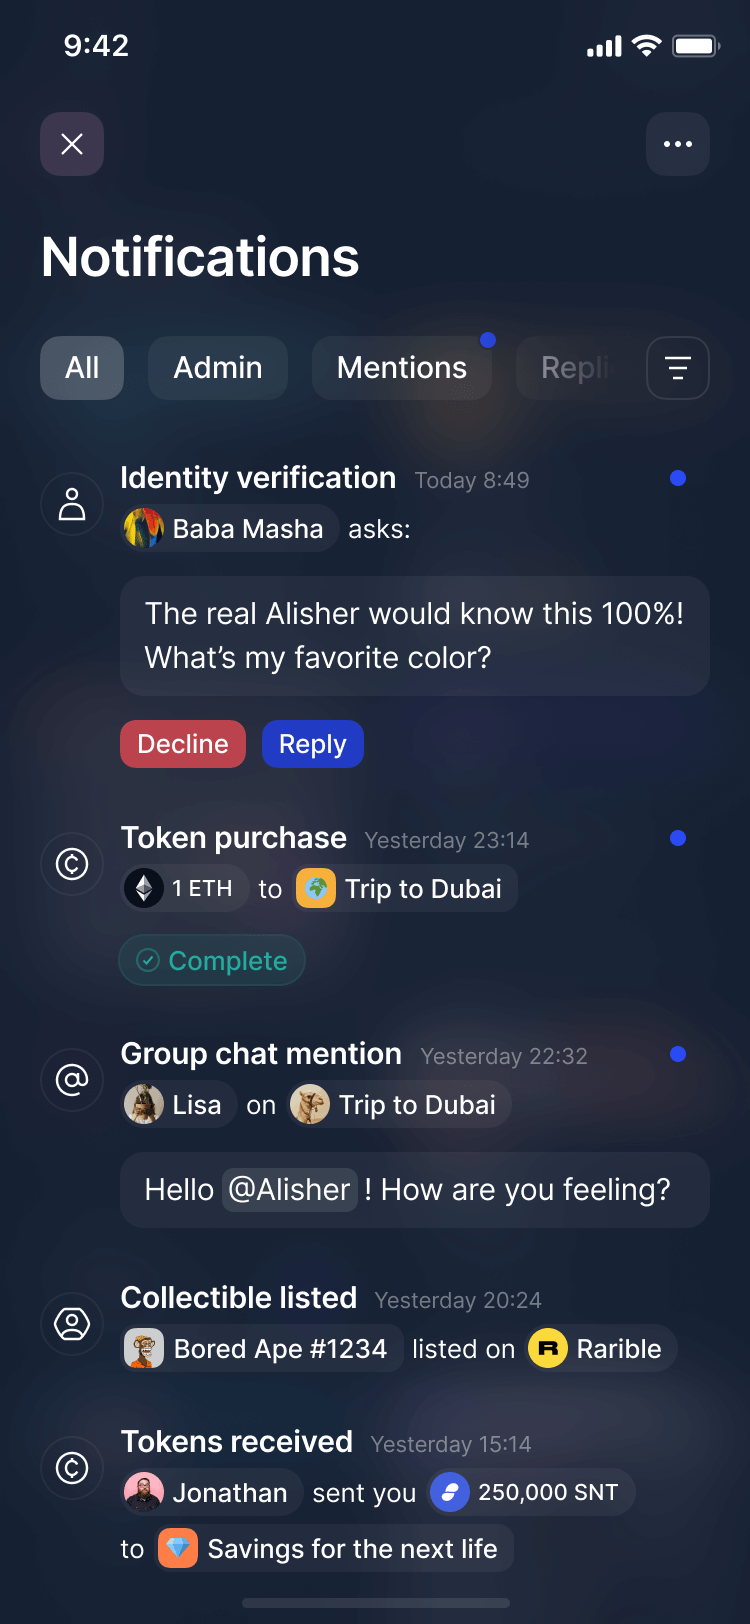 9:42
Notifications
All Admin Mentions Repli
Identity verification Today 8:49
Baba Masha asks:
The real Alisher would know this 100%!
What’s my favorite color?
Decline Reply
Token purchase Yesterday 23:14
1 ETH to Trip to Dubai
Complete
Group chat mention Yesterday 22:32
Lisa on Trip to Dubai
Hello @Alisher ! How are you feeling?
Collectible listed Yesterday 20:24
Bored Ape #1234 listed on R Rarible
Tokens received Yesterday 15:14
Jonathan sent you 250,000 SNT
to Savings for the next life